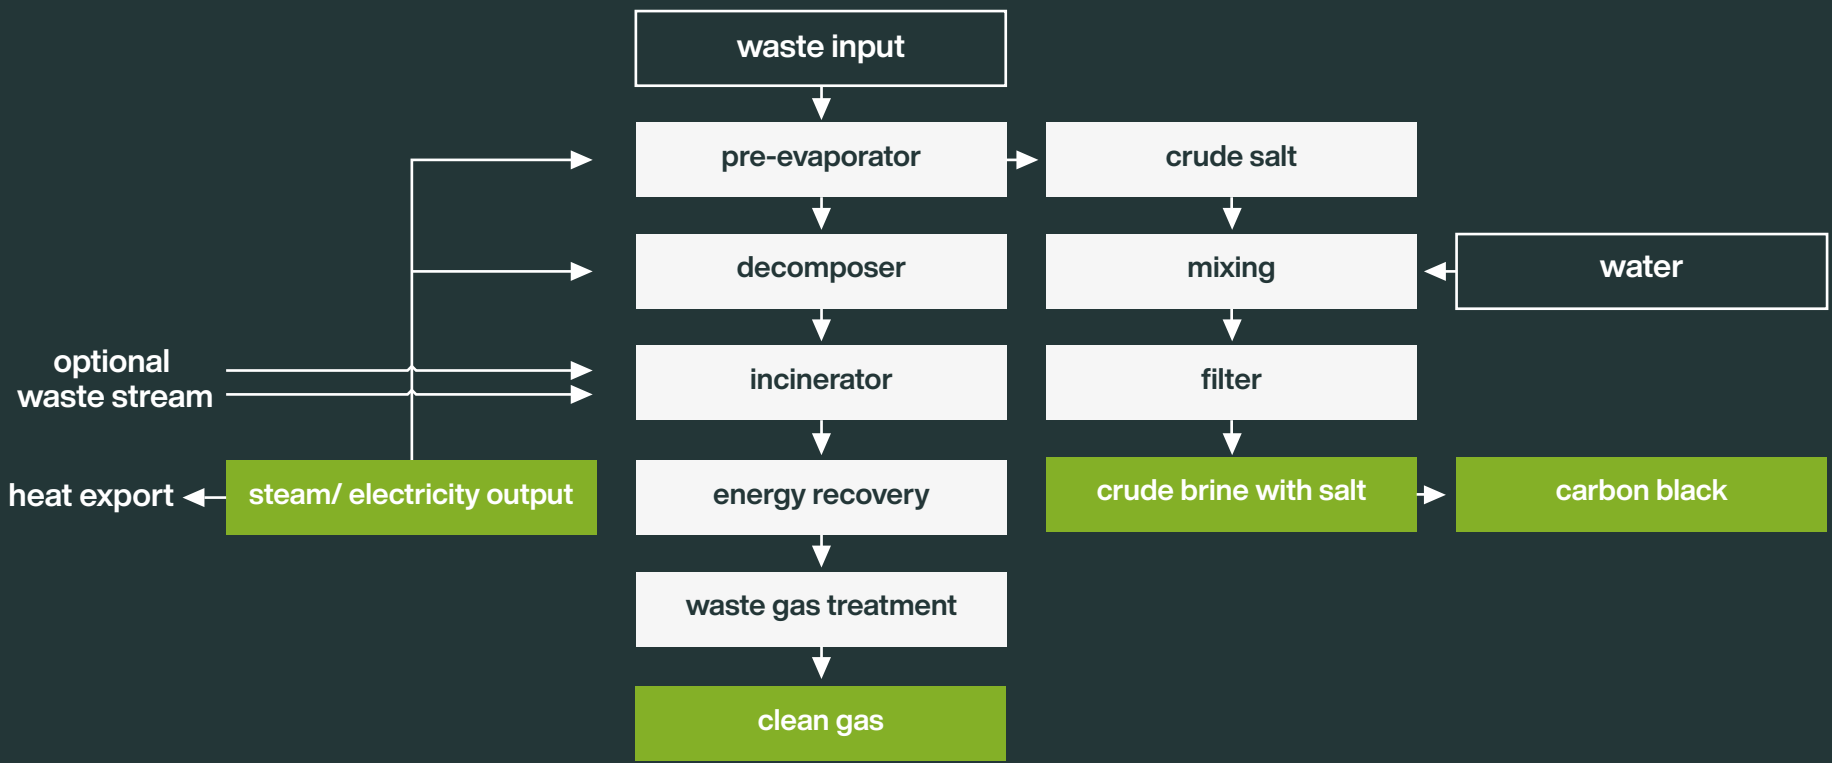 waste input
pre-evaporator
crude salt
decomposer
mixing
water
optional
waste stream
incinerator
filter
heat export
steam/ electricity output
energy recovery
crude brine with salt
carbon black
waste gas treatment
clean gas